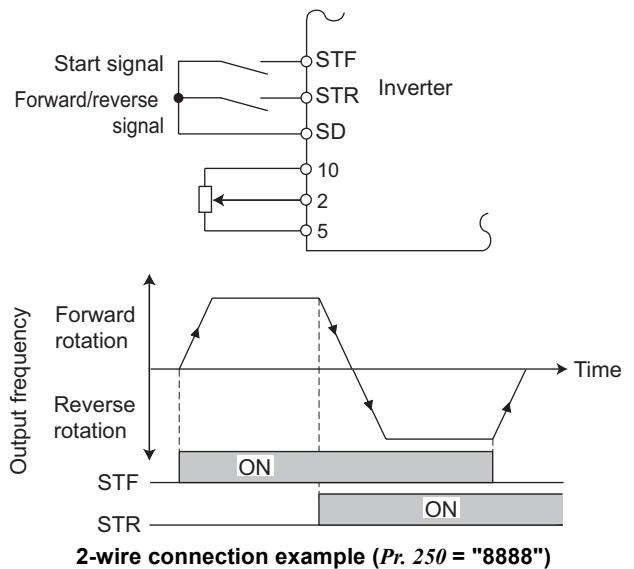 Start signal
STF
Forward/reverse
signal
STR
Inverter
SD
10
2
5
Output frequency
Forward
rotation
Time
Reverse
rotation
ON
STF
ON
STR
2-wire connection example (Pr. 250 = "8888")